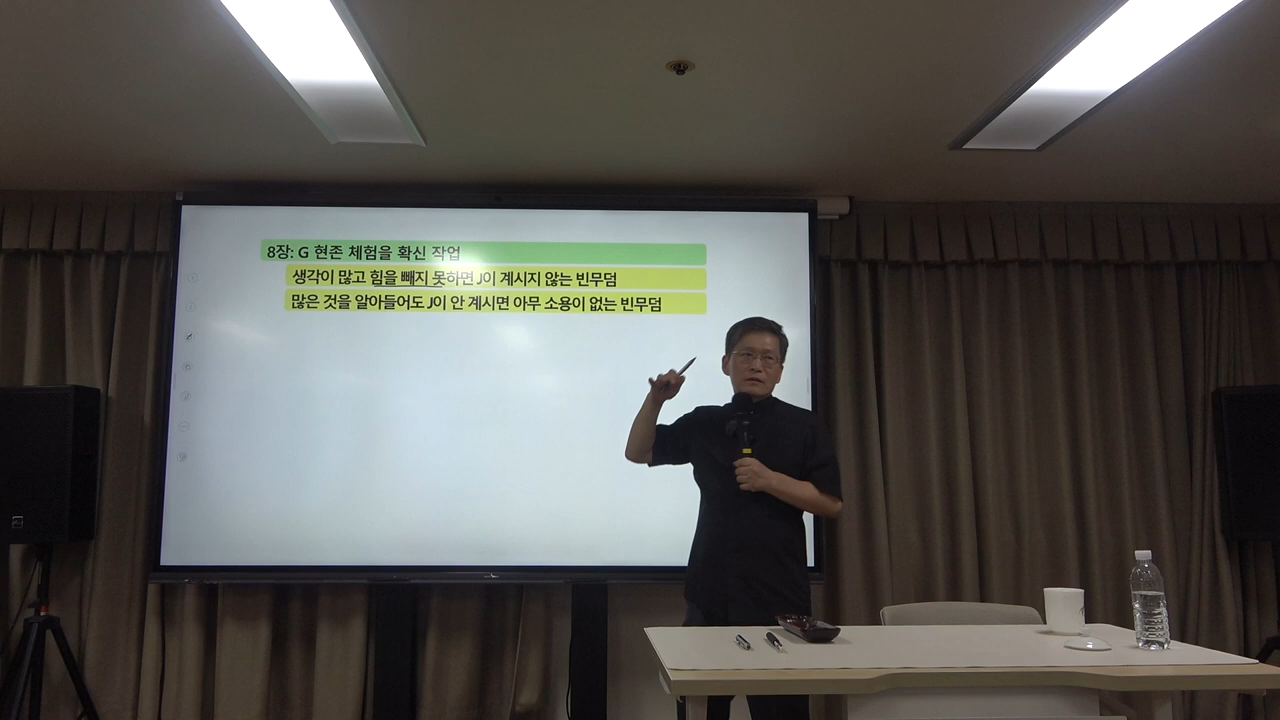 8장: G 현존 체험을 확신 작업
생각이 많고 힘을 빼지 못하면 J이 계시지 않는 빈무덤
많은 것을 알아들어도 J이 안 계시면 아무 소용이 없는 빈무덤